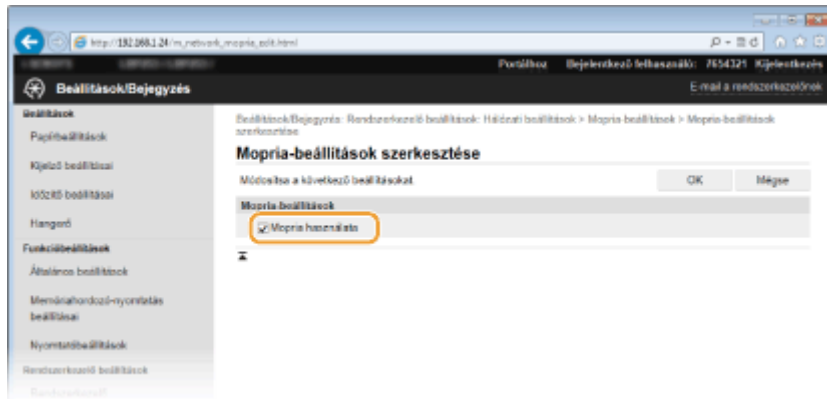 http://192.168.1.24/m_network_mopria_edit.html
Portálhoz Bejelentkező felhasználó: 7654321 Kijelentkezés
Beállítások/Bejegyzés
E-mail a rendszerkezelőnek
Beállítások
Papírbeállítások
Kijelző beállításai
Időzítő beállításai
Hangerő
Funkcióbeállítások
Általános beállítások
Memóriahordozó-nyomtatás
beállításai
Nyomtatóbeállítások
Rendszerkezelő beállítások
Beállítások/Bejegyzés: Rendszerkezelő beállítások: Hálózati beállítások > Mopria-beállítások > Mopria-beállítások
szerkesztése
Mopria-beállítások szerkesztése
Módosítsa a következő beállításokat.
OK Mégse
Mopria-beállítások
Mopria használata